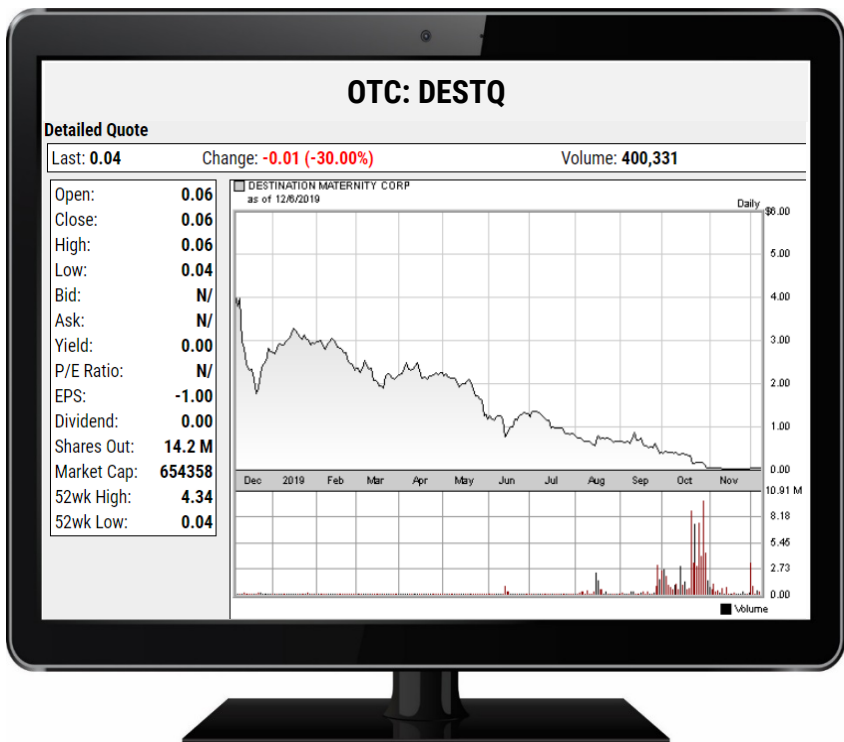 OTC: DESTQ
Detailed Quote
Last: 0.04 Change: -0.01 (-30.00%) Volume: 400,331
Open: 0.06
Close: 0.06
High: 0.06
Low: 0.04
Bid: N/
Ask: N/
Yield: 0.00
P/E Ratio: N/
EPS: -1.00
Dividend: 0.00
Shares Out: 14.2 M
Market Cap: 654358
52wk High: 4.34
52wk Low: 0.04
DESTINATION MATERNITY CORP
as of 12/6/2019
Daily
$6.00
5.00
4.00
3.00
2.00
1.00
0.00
Dec 2019 Feb Mar Apr May Jun Jul Aug Sep Oct Nov
10.91 M
8.18
5.46
2.73
0.00
Volume